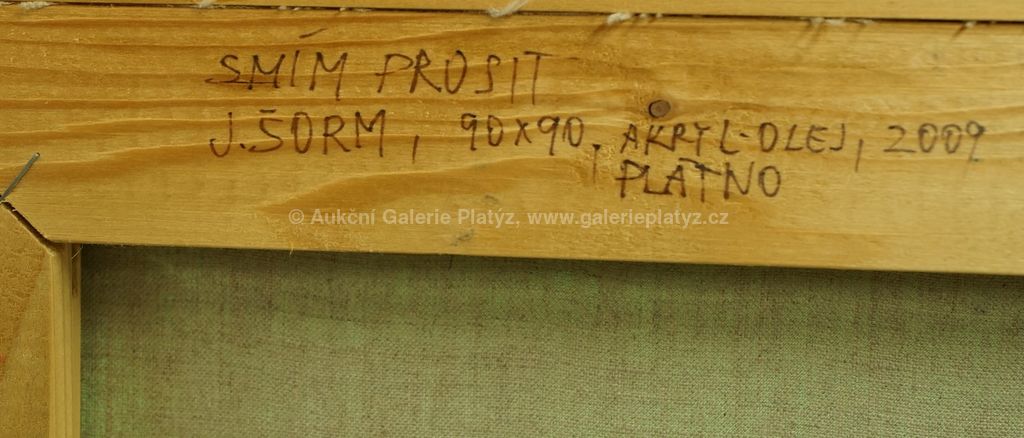 SMÍM PROSIT
J. ŠORM, 90x90, AKRYL-OLEJ, 2009
PLÁTNO
© Aukční Galerie Platýz, www.galerieplatyz.cz